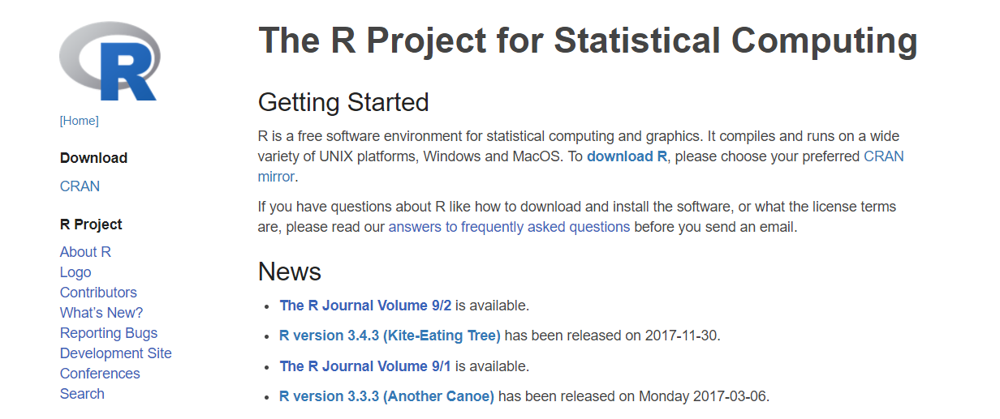 R
[Home]
Download
CRAN
R Project
About R
Logo
Contributors
What's New?
Reporting Bugs
Development Site
Conferences
Search
The R Project for Statistical Computing
Getting Started
R is a free software environment for statistical computing and graphics. It compiles and runs on a wide
variety of UNIX platforms, Windows and MacOS. To download R, please choose your preferred CRAN
mirror.
If you have questions about R like how to download and install the software, or what the license terms
are, please read our answers to frequently asked questions before you send an email.
News
• The R Journal Volume 9/2 is available.
• R version 3.4.3 (Kite-Eating Tree) has been released on 2017-11-30.
• The R Journal Volume 9/1 is available.
• R version 3.3.3 (Another Canoe) has been released on Monday 2017-03-06.